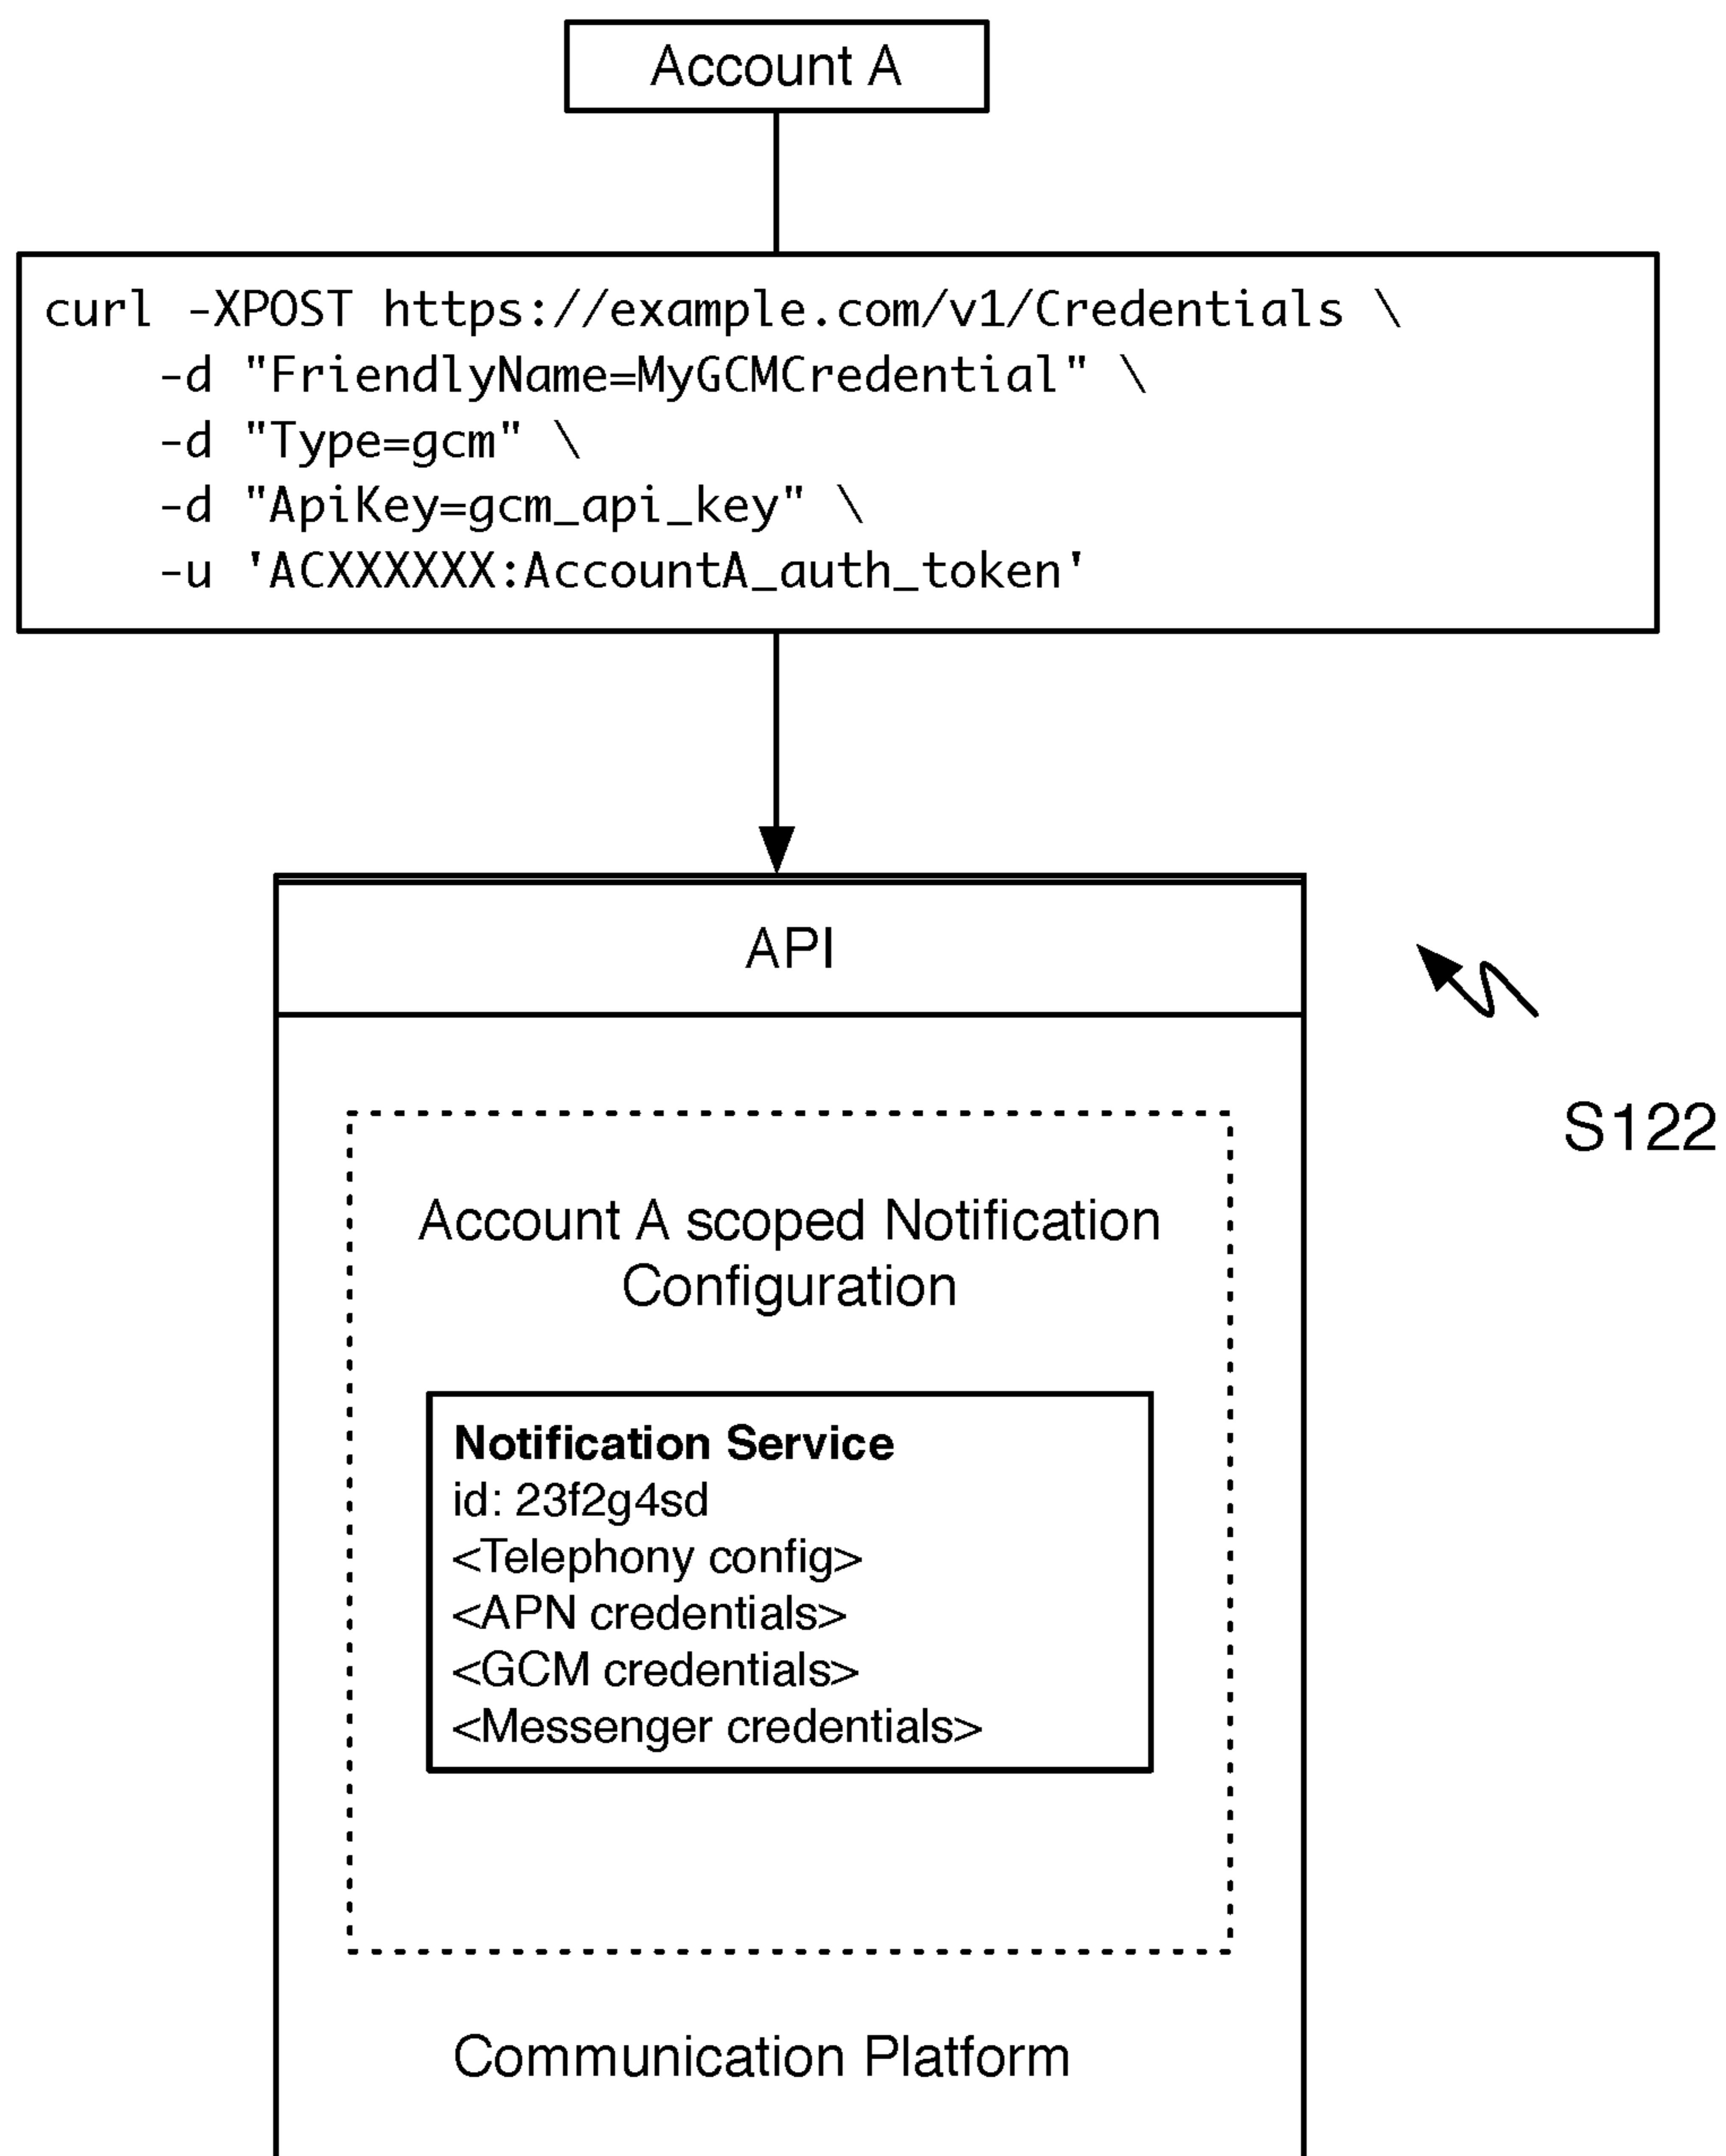 Account A
curl -XPOST https://example.com/v1/Credentials \
-d "FriendlyName=MyGCMCredential" \
-d "Type=gcm" \
-d "ApiKey=gcm_api_key" \
-u 'ACXXXXXX:AccountA_auth_token'
API
S122
Account A scoped Notification
Configuration
Notification Service
id: 23f2g4sd
<Telephony config>
<APN credentials>
<GCM credentials>
<Messenger credentials>
Communication Platform